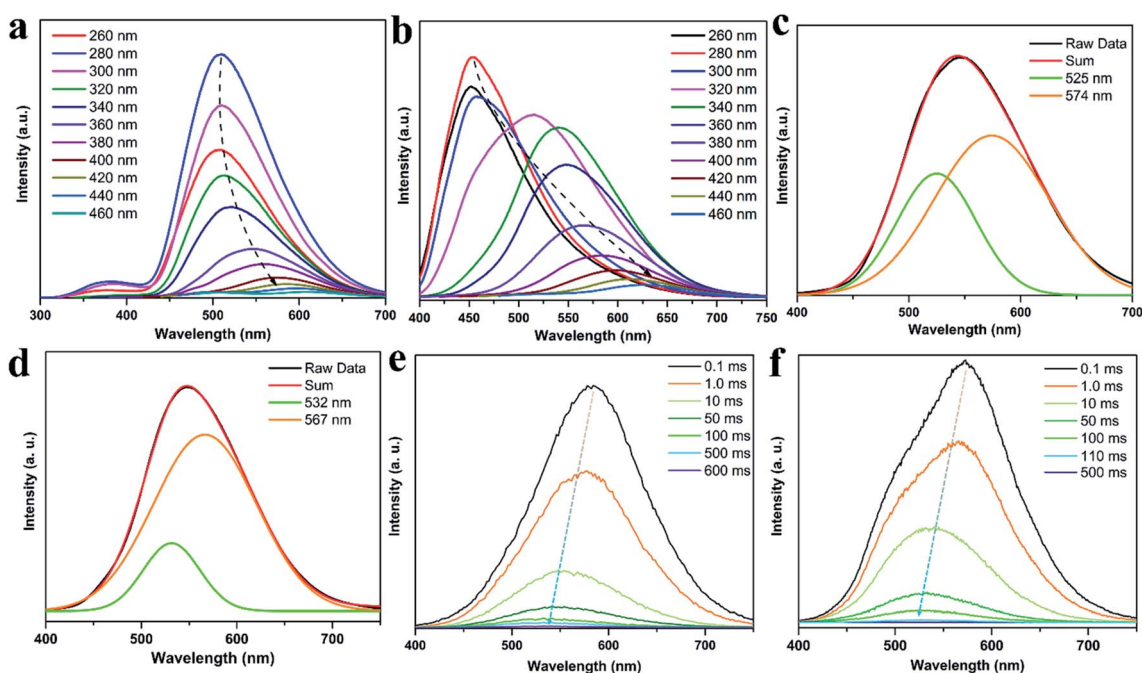 a
260 nm
280 nm
300 nm
320 nm
340 nm
360 nm
380 nm
400 nm
420 nm
440 nm
460 nm
Intensity (a.u.)
300 400 500 600 700
Wavelength (nm)
b
260 nm
280 nm
300 nm
320 nm
340 nm
360 nm
380 nm
400 nm
420 nm
440 nm
460 nm
Intensity (a.u.)
400 450 500 550 600 650 700 750
Wavelength (nm)
c
Raw Data
Sum
525 nm
574 nm
Intensity (a.u.)
400 500 600 700
Wavelength (nm)
d
Raw Data
Sum
532 nm
567 nm
Intensity (a. u.)
400 500 600 700
Wavelength (nm)
e
0.1 ms
1.0 ms
10 ms
50 ms
100 ms
500 ms
600 ms
Intensity (a. u.)
400 500 600 700
Wavelength (nm)
f
0.1 ms
1.0 ms
10 ms
50 ms
100 ms
110 ms
500 ms
Intensity (a. u.)
400 500 600 700
Wavelength (nm)